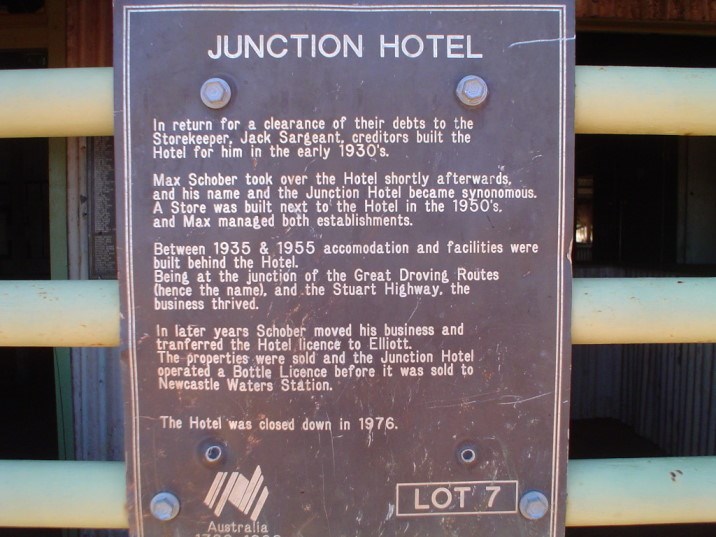 JUNCTION HOTEL
In return for a clearance of their debts to the
Storekeeper, Jack Sargeant, creditors built the
Hotel for him in the early 1930's.
Max Schober took over the Hotel shortly afterwards,
and his name and the Junction Hotel became synonomous.
A Store was built next to the Hotel in the 1950's,
and Max managed both establishments.
Between 1935 & 1955 accomodation and facilities were
built behind the Hotel.
Being at the junction of the Great Droving Routes
(hence the name), and the Stuart Highway, the
business thrived.
In later years Schober moved his business and
tranferred the Hotel licence to Elliott.
The properties were sold and the Junction Hotel
operated a Bottle Licence before it was sold to
Newcastle Waters Station.
The Hotel was closed down in 1976.
Australia
LOT 7